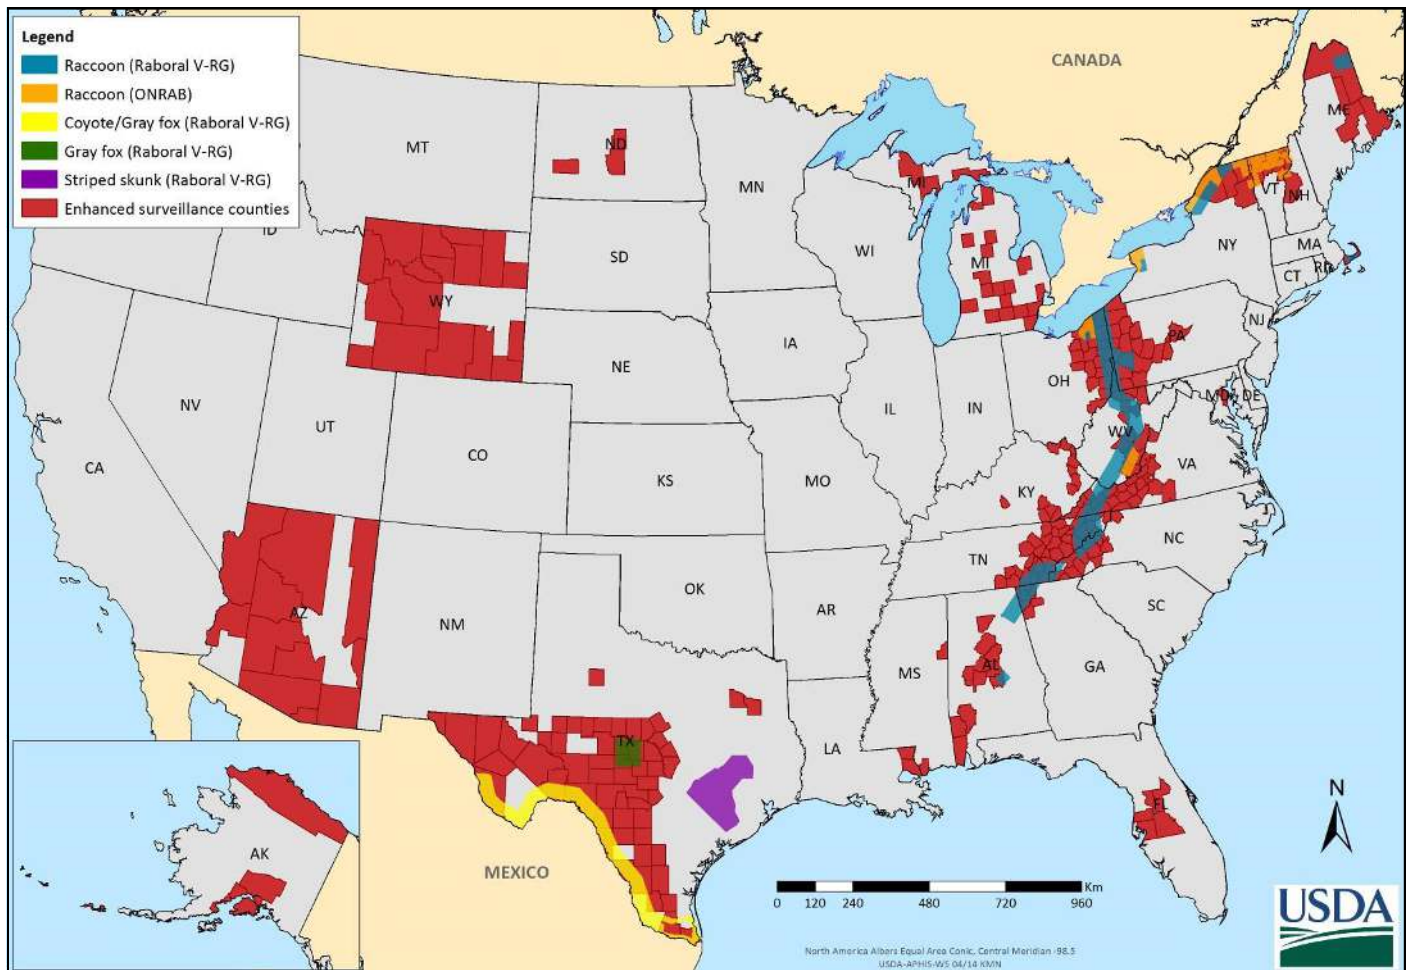 Legend
Raccoon (Raboral V-RG)
Raccoon (ONRAB)
Coyote/Gray fox (Raboral V-RG)
Gray fox (Raboral V-RG)
Striped skunk (Raboral V-RG)
Enhanced surveillance counties
CANADA
ME
MT
ND
MN
MI
VT
NH
ID
SD
WI
MI
NY
MA
CT
RI
WY
IA
PA
NJ
NE
OH
NV
UT
CO
IL
IN
MD
DE
WV
CA
KS
MO
KY
VA
AZ
NM
OK
AR
TN
NC
SC
MS
AL
GA
TX
LA
FL
AK
MEXICO
N
Km
0 120 240 480 720 960
North America Albers Equal Area Conic, Central Meridian -98.5
USDA-APHIS-WS 04/14 KMN
USDA